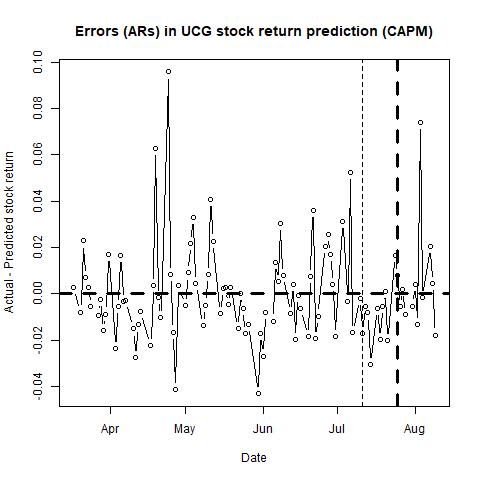 Errors (ARs) in UCG stock return prediction (CAPM)
Actual - Predicted stock return
0.10
0.08
0.06
0.04
0.02
0.00
-0.02
-0.04
Apr May Jun Jul Aug
Date